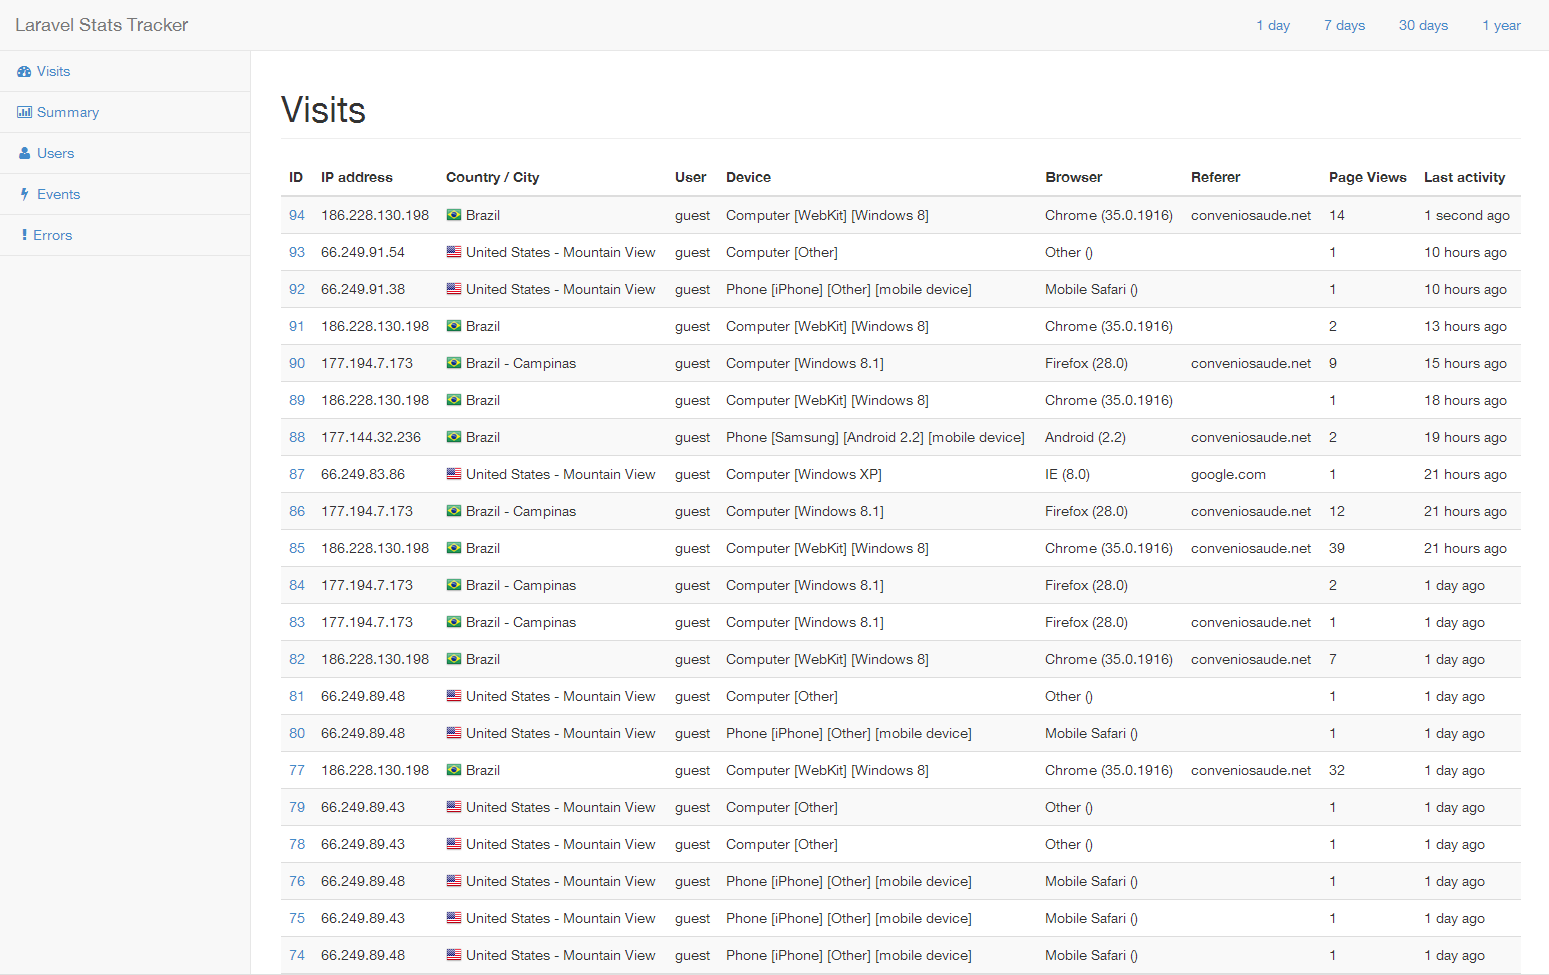 Laravel Stats Tracker 1 day 7 days 30 days 1 year
Visits
Summary
Users
Events
Errors
Visits
ID IP address Country / City User Device Browser Referer Page Views Last activity
94 186.228.130.198 Brazil guest Computer [WebKit] [Windows 8] Chrome (35.0.1916) conveniosaude.net 14 1 second ago
93 66.249.91.54 United States - Mountain View guest Computer [Other] Other () 1 10 hours ago
92 66.249.91.38 United States - Mountain View guest Phone [iPhone] [Other] [mobile device] Mobile Safari () 1 10 hours ago
91 186.228.130.198 Brazil guest Computer [WebKit] [Windows 8] Chrome (35.0.1916) 2 13 hours ago
90 177.194.7.173 Brazil - Campinas guest Computer [Windows 8.1] Firefox (28.0) conveniosaude.net 9 15 hours ago
89 186.228.130.198 Brazil guest Computer [WebKit] [Windows 8] Chrome (35.0.1916) 1 18 hours ago
88 177.144.32.236 Brazil guest Phone [Samsung] [Android 2.2] [mobile device] Android (2.2) conveniosaude.net 2 19 hours ago
87 66.249.83.86 United States - Mountain View guest Computer [Windows XP] IE (8.0) google.com 1 21 hours ago
86 177.194.7.173 Brazil - Campinas guest Computer [Windows 8.1] Firefox (28.0) conveniosaude.net 12 21 hours ago
85 186.228.130.198 Brazil guest Computer [WebKit] [Windows 8] Chrome (35.0.1916) conveniosaude.net 39 21 hours ago
84 177.194.7.173 Brazil - Campinas guest Computer [Windows 8.1] Firefox (28.0) 2 1 day ago
83 177.194.7.173 Brazil - Campinas guest Computer [Windows 8.1] Firefox (28.0) conveniosaude.net 1 1 day ago
82 186.228.130.198 Brazil guest Computer [WebKit] [Windows 8] Chrome (35.0.1916) conveniosaude.net 7 1 day ago
81 66.249.89.48 United States - Mountain View guest Computer [Other] Other () 1 1 day ago
80 66.249.89.48 United States - Mountain View guest Phone [iPhone] [Other] [mobile device] Mobile Safari () 1 1 day ago
77 186.228.130.198 Brazil guest Computer [WebKit] [Windows 8] Chrome (35.0.1916) conveniosaude.net 32 1 day ago
79 66.249.89.43 United States - Mountain View guest Computer [Other] Other () 1 1 day ago
78 66.249.89.43 United States - Mountain View guest Computer [Other] Other () 1 1 day ago
76 66.249.89.48 United States - Mountain View guest Phone [iPhone] [Other] [mobile device] Mobile Safari () 1 1 day ago
75 66.249.89.43 United States - Mountain View guest Phone [iPhone] [Other] [mobile device] Mobile Safari () 1 1 day ago
74 66.249.89.48 United States - Mountain View guest Phone [iPhone] [Other] [mobile device] Mobile Safari () 1 1 day ago